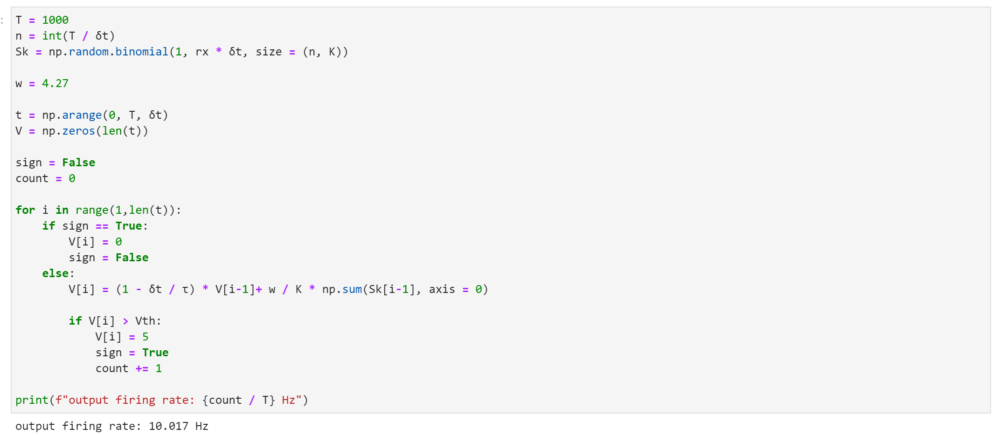 :
T = 1000
n = int(T / δt)
Sk = np.random.binomial(1, rx * δt, size = (n, K))
w = 4.27
t = np.arange(0, T, δt)
V = np.zeros(len(t))
sign = False
count = 0
for i in range(1,len(t)):
    if sign == True:
        V[i] = 0
        sign = False
    else:
        V[i] = (1 - δt / τ) * V[i-1]+ w / K * np.sum(Sk[i-1], axis = 0)
        if V[i] > Vth:
            V[i] = 5
            sign = True
            count += 1
print(f"output firing rate: {count / T} Hz")
output firing rate: 10.017 Hz